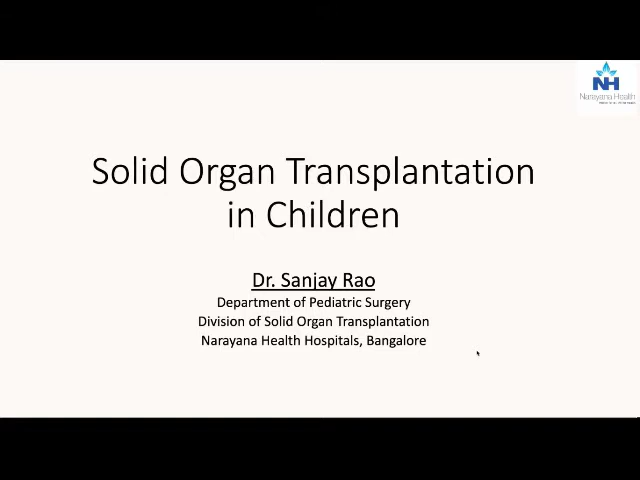 NH
Narayana Health
Solid Organ Transplantation
in Children
Dr. Sanjay Rao
Department of Pediatric Surgery
Division of Solid Organ Transplantation
Narayana Health Hospitals, Bangalore